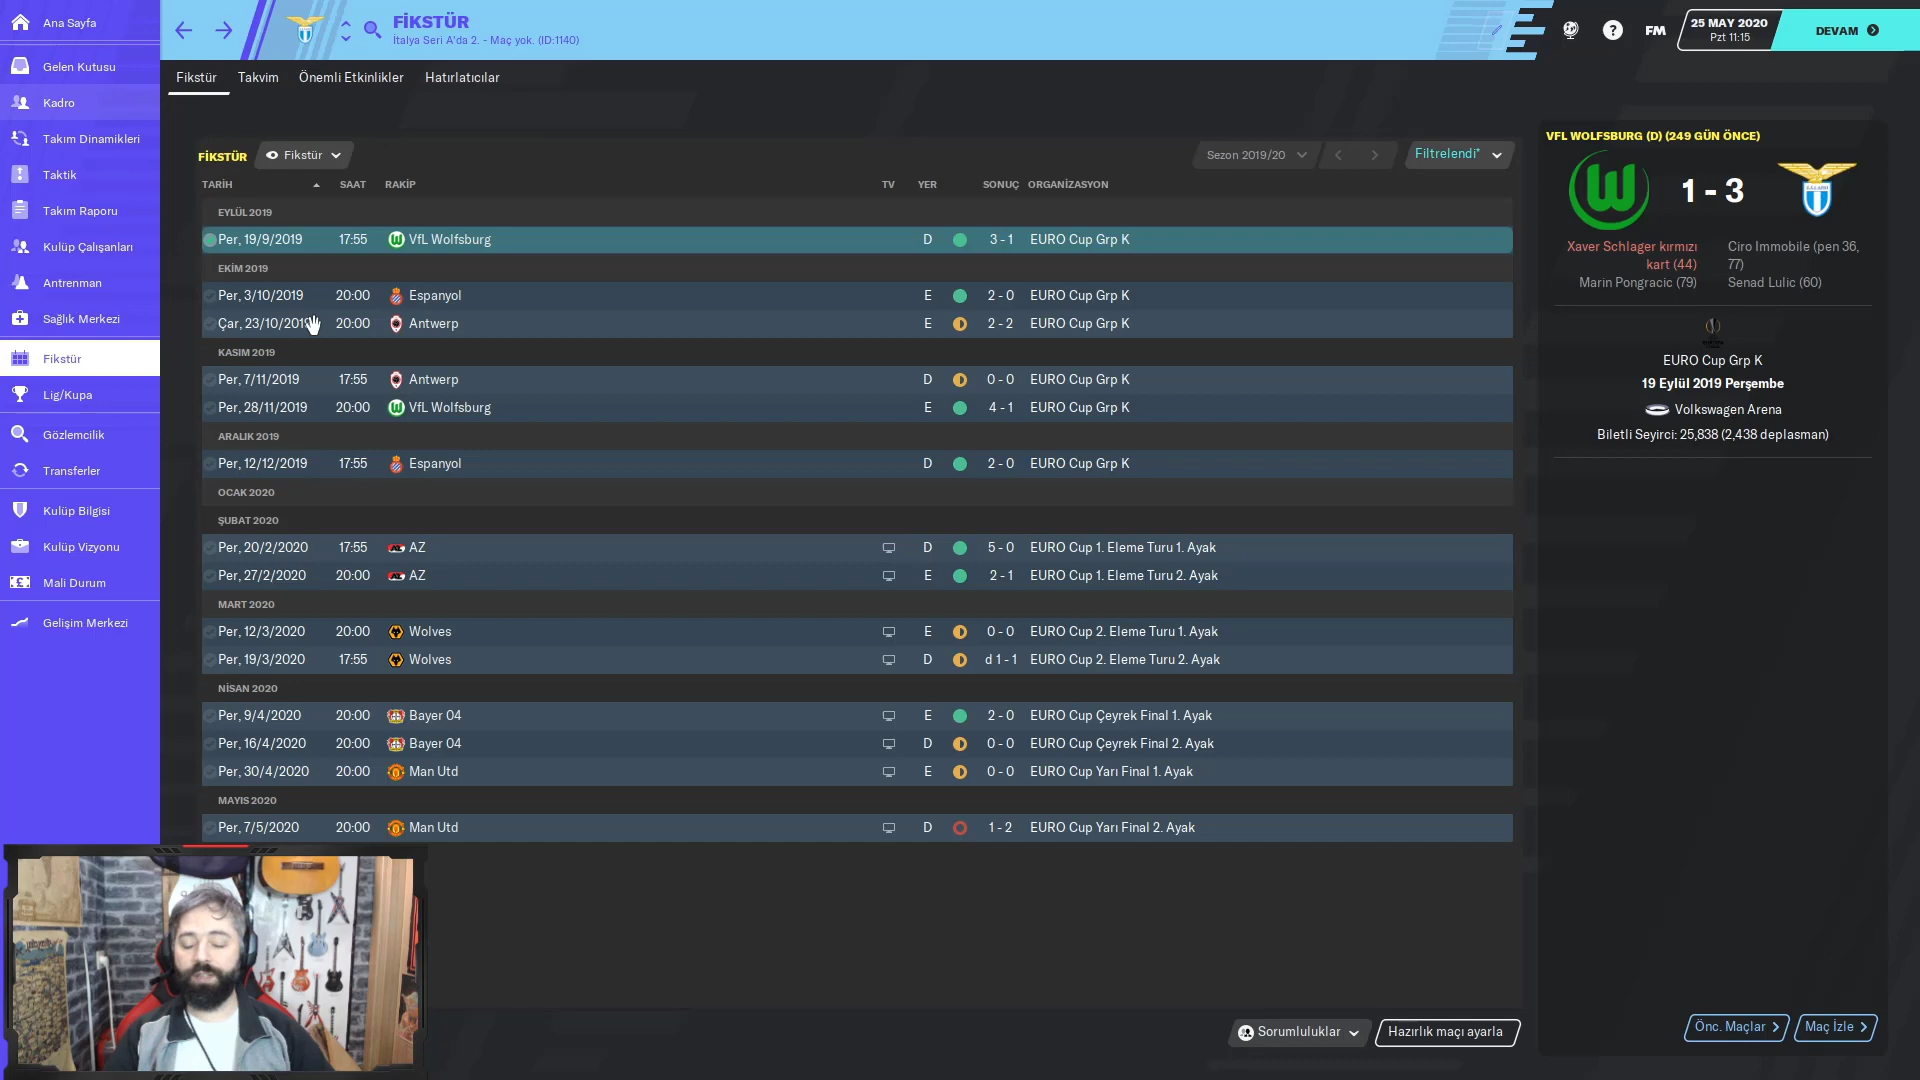 Ana Sayfa
Gelen Kutusu
Kadro
Takım Dinamikleri
Taktik
Takım Raporu
Kulüp Çalışanları
Antrenman
Sağlık Merkezi
Fikstür
Lig/Kupa
Gözlemcilik
Transferler
Kulüp Bilgisi
Kulüp Vizyonu
Mali Durum
Gelişim Merkezi
FİKSTÜR
İtalya Seri A'da 2. - Maç yok. (ID:1140)
FM
25 MAY 2020
Pzt 11:15
DEVAM
Fikstür Takvim Önemli Etkinlikler Hatırlatıcılar
FİKSTÜR Fikstür Sezon 2019/20 Filtrelendi*
TARİH SAAT RAKİP TV YER SONUÇ ORGANİZASYON
EYLÜL 2019
Per, 19/9/2019 17:55 VfL Wolfsburg D 3 - 1 EURO Cup Grp K
EKİM 2019
Per, 3/10/2019 20:00 Espanyol E 2 - 0 EURO Cup Grp K
Çar, 23/10/2019 20:00 Antwerp E 2 - 2 EURO Cup Grp K
KASIM 2019
Per, 7/11/2019 17:55 Antwerp D 0 - 0 EURO Cup Grp K
Per, 28/11/2019 20:00 VfL Wolfsburg E 4 - 1 EURO Cup Grp K
ARALIK 2019
Per, 12/12/2019 17:55 Espanyol D 2 - 0 EURO Cup Grp K
OCAK 2020
ŞUBAT 2020
Per, 20/2/2020 17:55 AZ D 5 - 0 EURO Cup 1. Eleme Turu 1. Ayak
Per, 27/2/2020 20:00 AZ E 2 - 1 EURO Cup 1. Eleme Turu 2. Ayak
MART 2020
Per, 12/3/2020 20:00 Wolves E 0 - 0 EURO Cup 2. Eleme Turu 1. Ayak
Per, 19/3/2020 17:55 Wolves D d 1 - 1 EURO Cup 2. Eleme Turu 2. Ayak
NİSAN 2020
Per, 9/4/2020 20:00 Bayer 04 E 2 - 0 EURO Cup Çeyrek Final 1. Ayak
Per, 16/4/2020 20:00 Bayer 04 D 0 - 0 EURO Cup Çeyrek Final 2. Ayak
Per, 30/4/2020 20:00 Man Utd E 0 - 0 EURO Cup Yarı Final 1. Ayak
MAYIS 2020
Per, 7/5/2020 20:00 Man Utd D 1 - 2 EURO Cup Yarı Final 2. Ayak
Sorumluluklar Hazırlık maçı ayarla
VFL WOLFSBURG (D) (249 GÜN ÖNCE)
1 - 3
Xaver Schlager kırmızı kart (44)
Marin Pongracic (79)
Ciro Immobile (pen 36, 77)
Senad Lulic (60)
EURO Cup Grp K
19 Eylül 2019 Perşembe
Volkswagen Arena
Biletli Seyirci: 25,838 (2,438 deplasman)
Önc. Maçlar Maç İzle